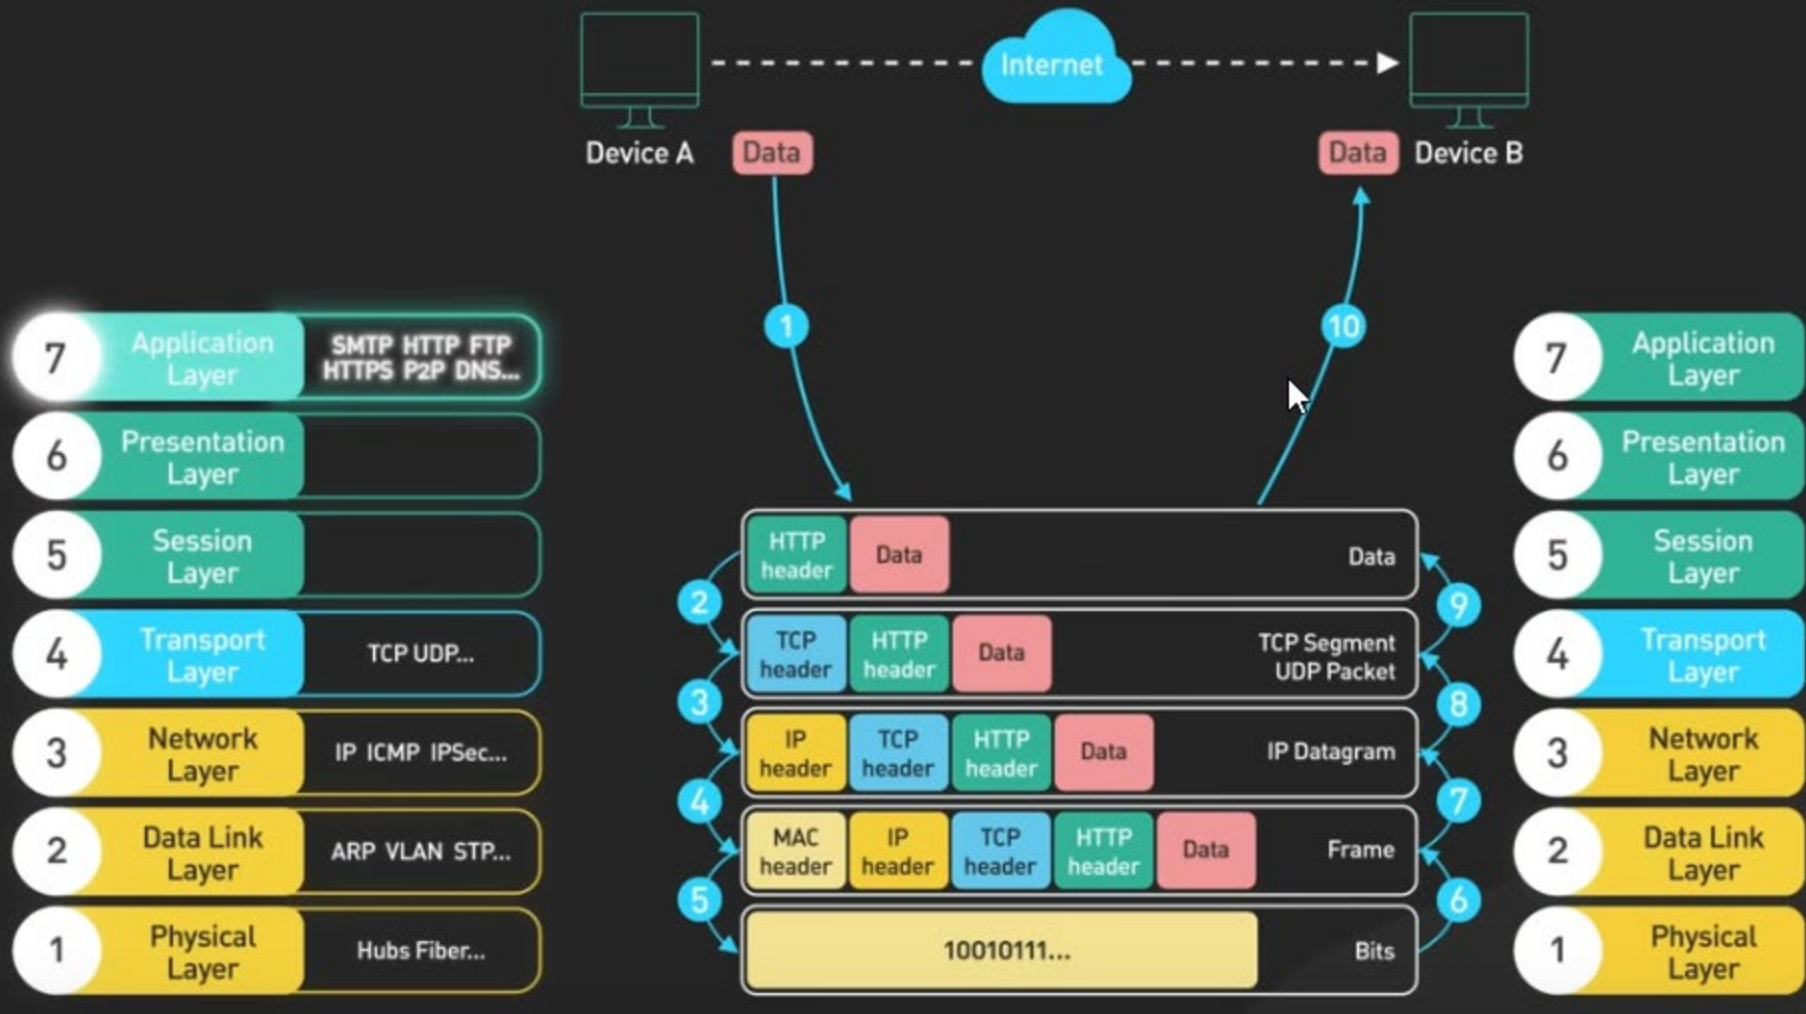 Internet
Device A
Data
Data
Device B
1
10
7
Application
Layer
SMTP HTTP FTP
HTTPS P2P DNS...
6
Presentation
Layer
5
Session
Layer
4
Transport
Layer
TCP UDP...
3
Network
Layer
IP ICMP IPSec...
2
Data Link
Layer
ARP VLAN STP...
1
Physical
Layer
Hubs Fiber...
HTTP
header
Data
Data
2
9
TCP
header
HTTP
header
Data
TCP Segment
UDP Packet
3
8
IP
header
TCP
header
HTTP
header
Data
IP Datagram
4
7
MAC
header
IP
header
TCP
header
HTTP
header
Data
Frame
5
6
10010111...
Bits
7
Application
Layer
6
Presentation
Layer
5
Session
Layer
4
Transport
Layer
3
Network
Layer
2
Data Link
Layer
1
Physical
Layer